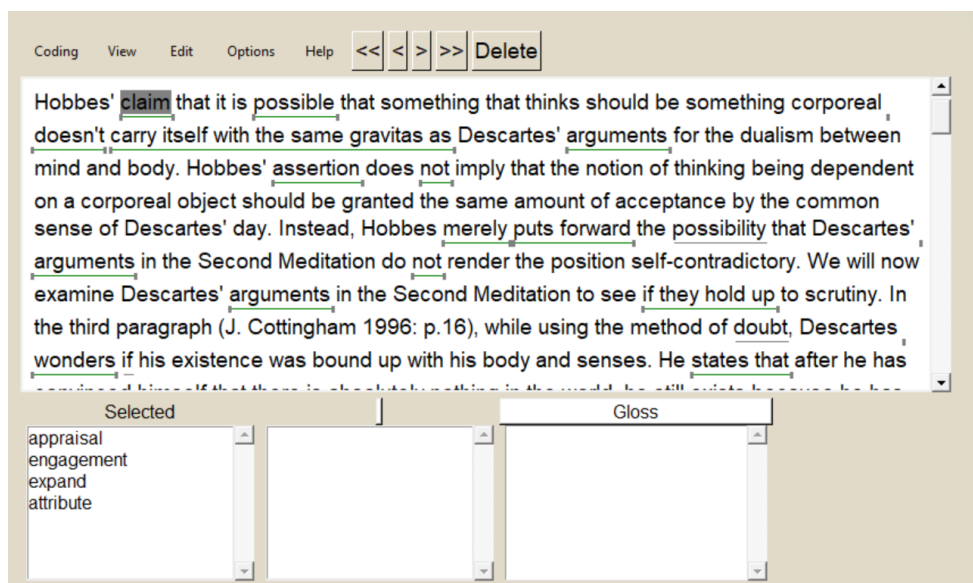 Coding View Edit Options Help << < > >> Delete
Hobbes' claim that it is possible that something that thinks should be something corporeal
doesn't carry itself with the same gravitas as Descartes' arguments for the dualism between
mind and body. Hobbes' assertion does not imply that the notion of thinking being dependent
on a corporeal object should be granted the same amount of acceptance by the common
sense of Descartes' day. Instead, Hobbes merely puts forward the possibility that Descartes'
arguments in the Second Meditation do not render the position self-contradictory. We will now
examine Descartes' arguments in the Second Meditation to see if they hold up to scrutiny. In
the third paragraph (J. Cottingham 1996: p.16), while using the method of doubt, Descartes
wonders if his existence was bound up with his body and senses. He states that after he has
Selected Gloss
appraisal
engagement
expand
attribute